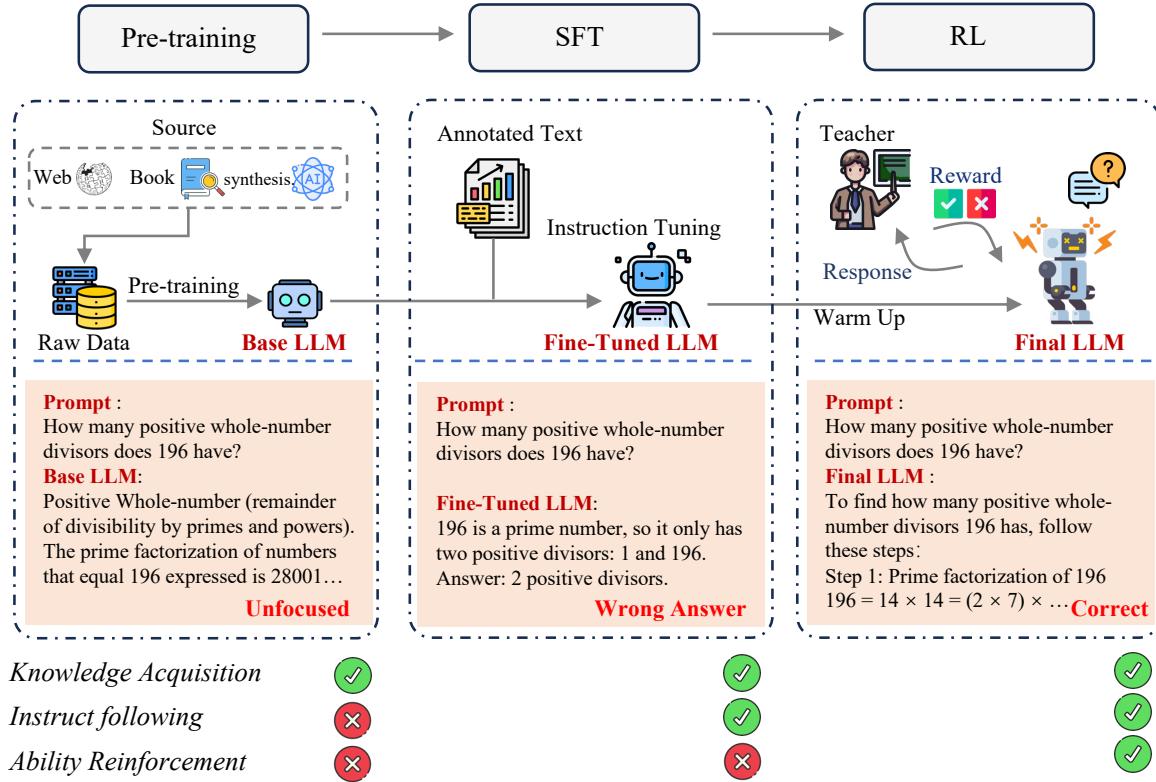 Pre-training
SFT
RL
Source
Web
Book
synthesis
AI
Raw Data
Pre-training
Base LLM
Prompt :
How many positive whole-number
divisors does 196 have?
Base LLM:
Positive Whole-number (remainder
of divisibility by primes and powers).
The prime factorization of numbers
that equal 196 expressed is 28001…
Unfocused
Annotated Text
Instruction Tuning
Fine-Tuned LLM
Prompt :
How many positive whole-number
divisors does 196 have?
Fine-Tuned LLM:
196 is a prime number, so it only has
two positive divisors: 1 and 196.
Answer: 2 positive divisors.
Wrong Answer
Teacher
Reward
?
Response
Warm Up
Final LLM
Prompt :
How many positive whole-number
divisors does 196 have?
Final LLM :
To find how many positive whole-
number divisors 196 has, follow
these steps:
Step 1: Prime factorization of 196
196 = 14 × 14 = (2 × 7) × …
Correct
Knowledge Acquisition
Instruct following
Ability Reinforcement